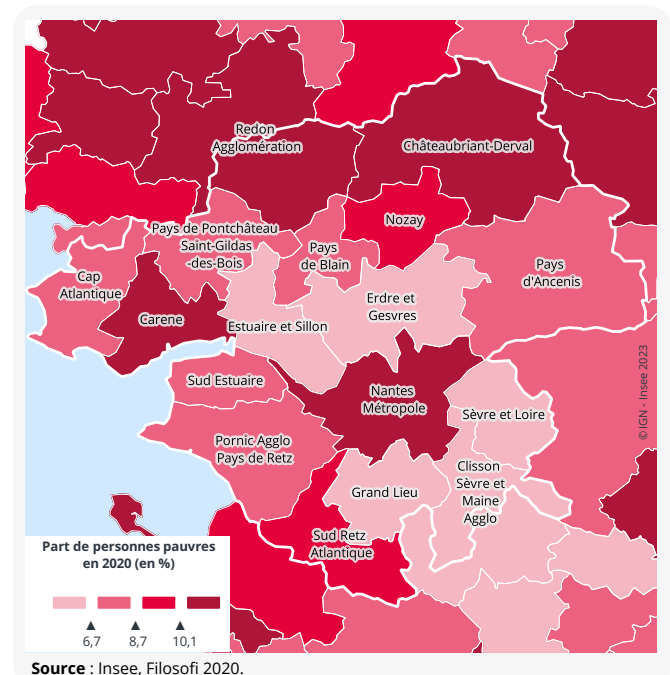 Redon
Agglomération
Châteaubriant-Derval
Nozay
Pays de Pontchâteau
Saint-Gildas
-des-Bois
Pays
de Blain
Pays
d'Ancenis
Cap
Atlantique
Erdre et
Gesvres
Carene
Estuaire et Sillon
Sud Estuaire
Nantes
Métropole
Sèvre et Loire
Pornic Agglo
Pays de Retz
Clisson
Sèvre et
Maine
Agglo
Grand Lieu
Sud Retz
Atlantique
© IGN - Insee 2023
Part de personnes pauvres
en 2020 (en %)
6,7 8,7 10,1
Source : Insee, Filosofi 2020.